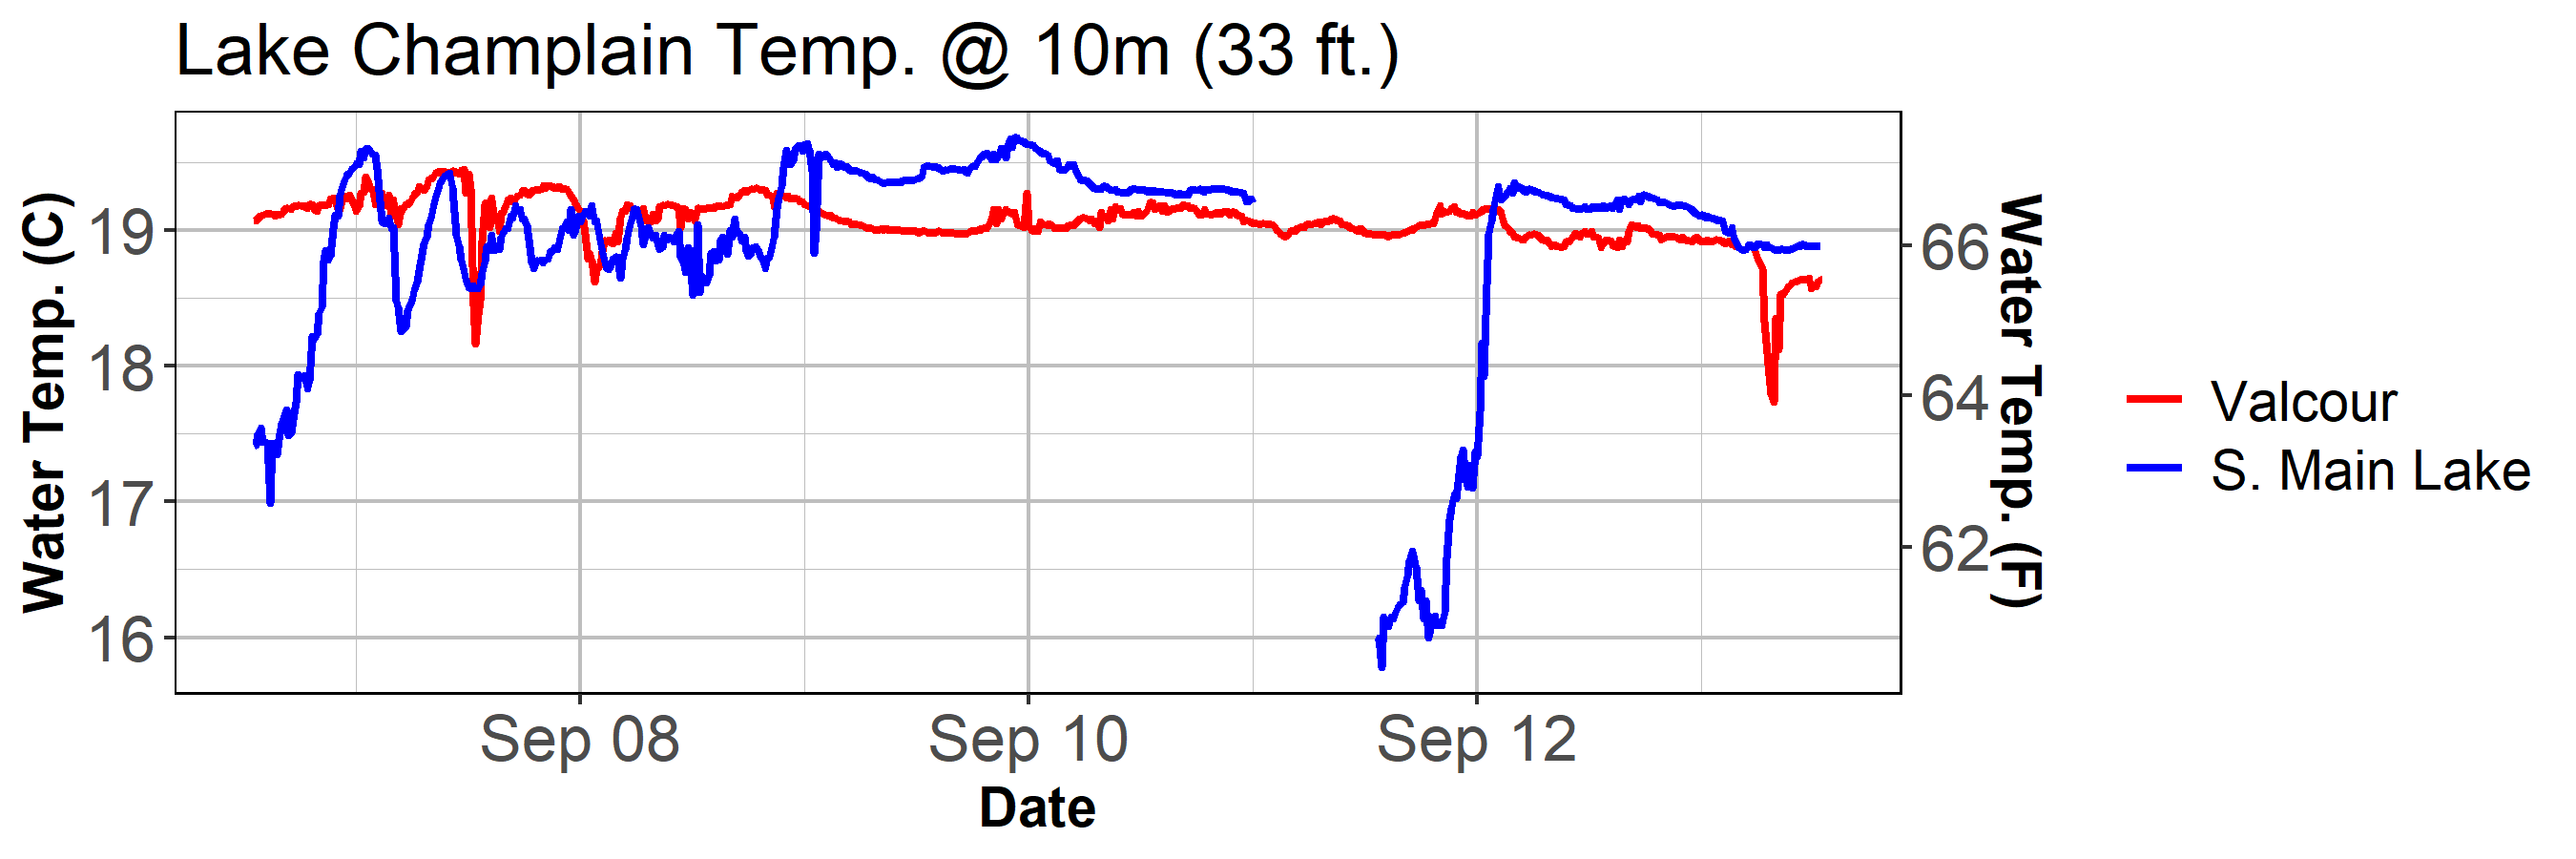 Lake Champlain Temp. @ 10m (33 ft.)
Water Temp. (C)
19
18
17
16
66
64
62
Water Temp. (F)
Sep 08
Sep 10
Sep 12
Date
Valcour
S. Main Lake